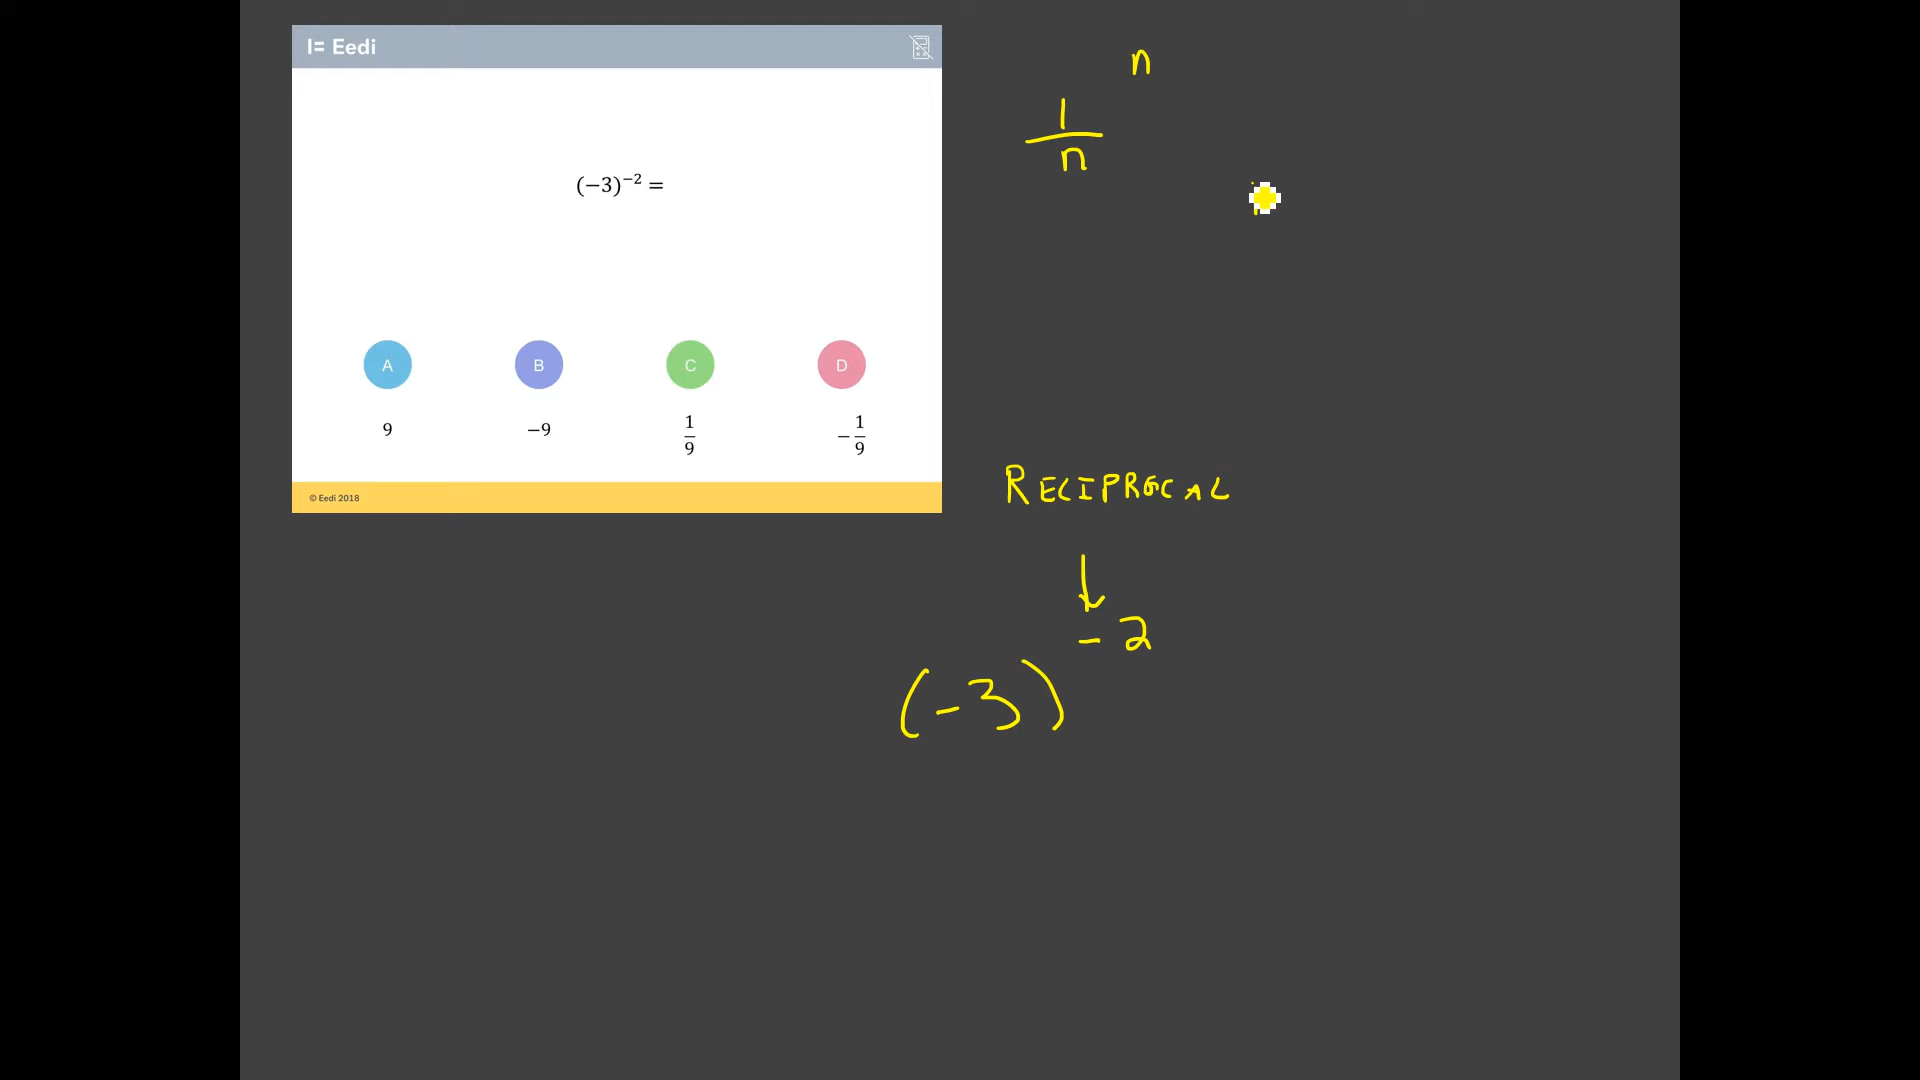 I= Eedi
(−3)⁻² =
A B C D
9 −9 1/9 −1/9
© Eedi 2018
n
1
n
RECIPROCAL
-2
(-3)